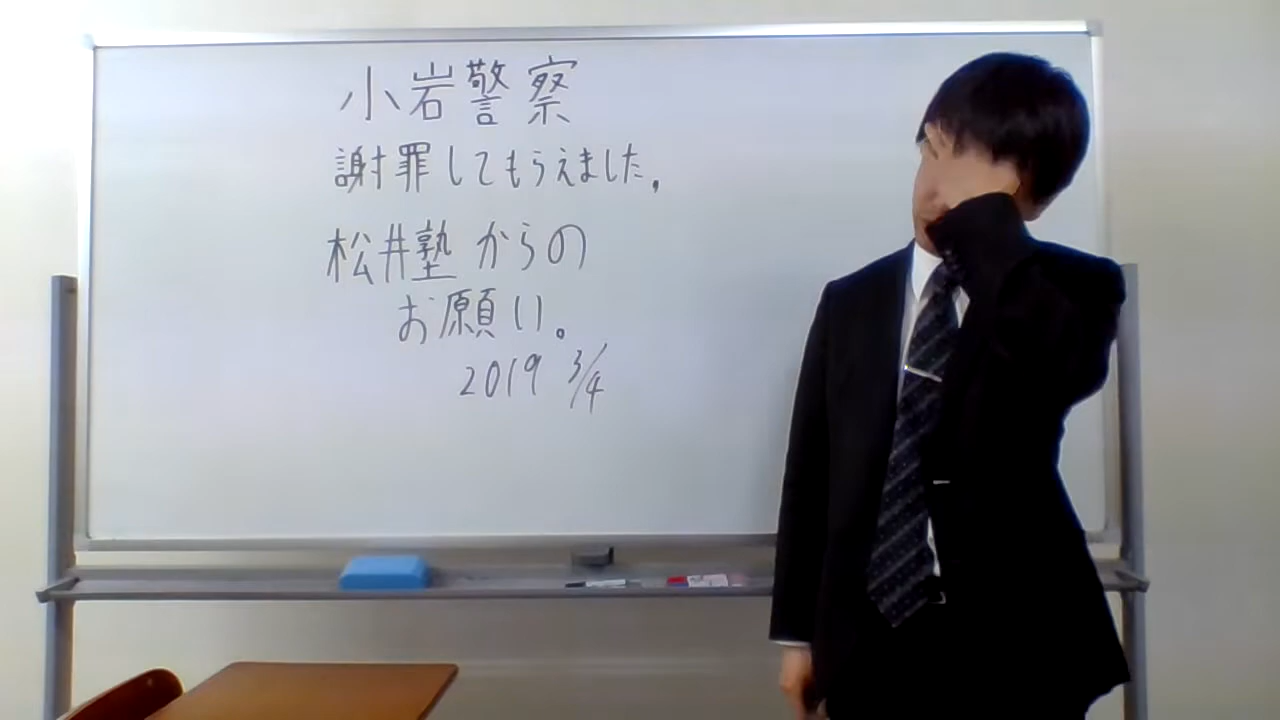 小岩警察
謝罪してもらえました。
松井塾からの
お願い。
2019 3/4